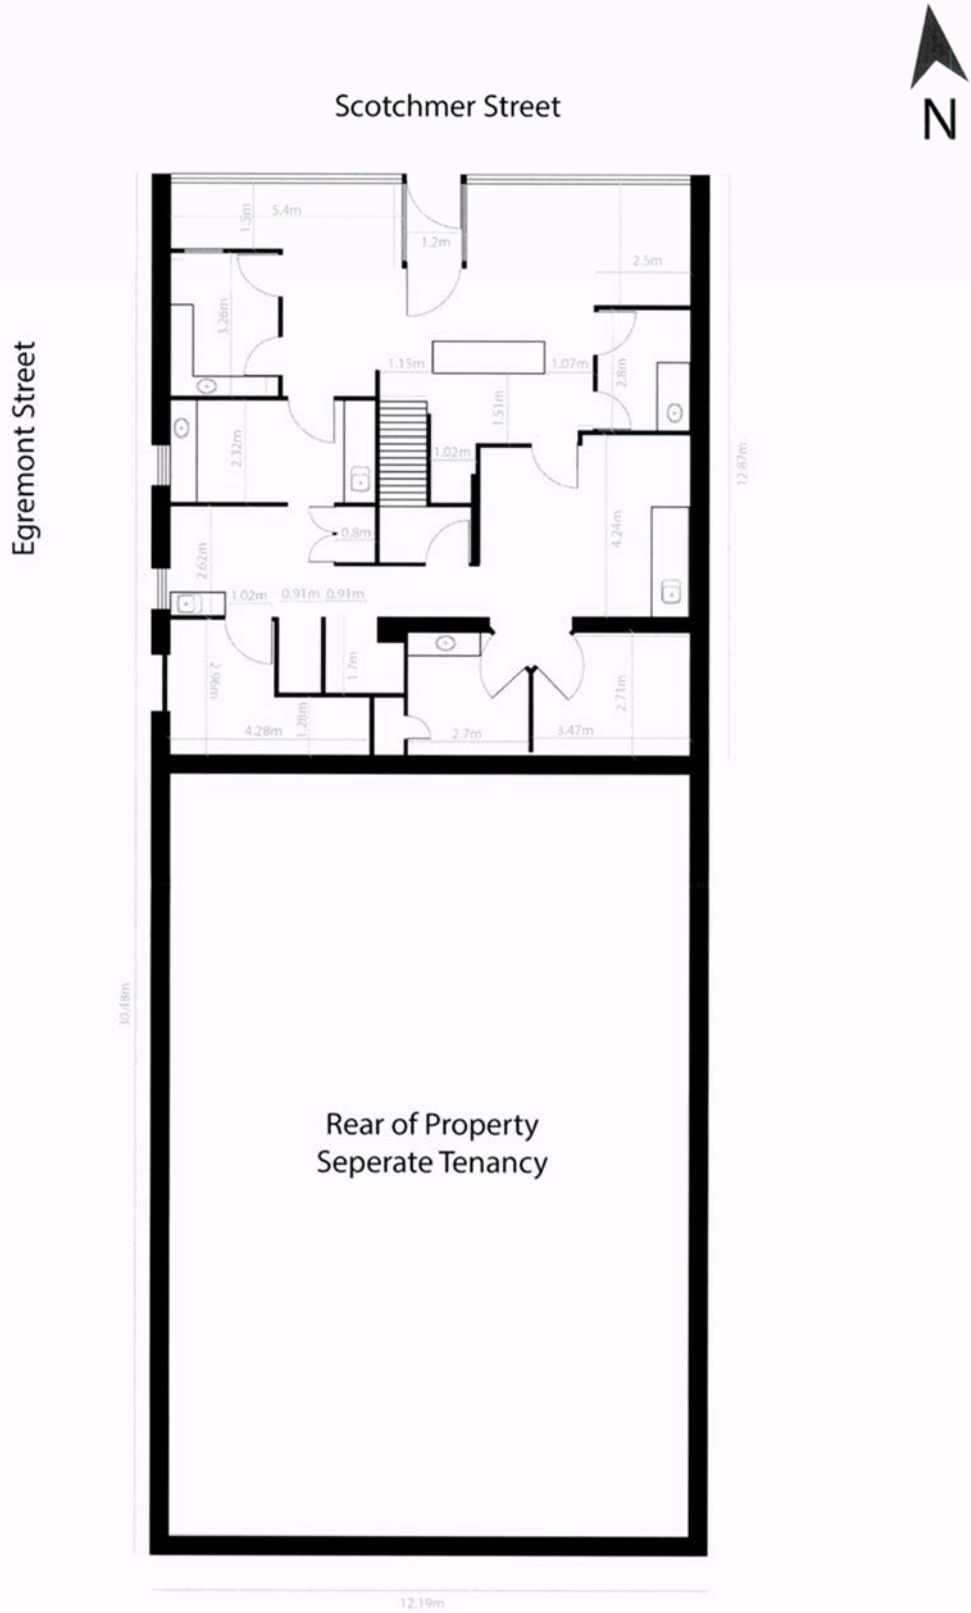 N
Scotchmer Street
Egremont Street
1.5m
5.4m
1.2m
2.5m
3.26m
1.15m
1.07m
2.8m
1.51m
2.32m
1.02m
12.87m
0.8m
4.24m
2.62m
1.02m
0.91m
0.91m
1.7m
2.96m
1.28m
2.71m
4.28m
2.7m
3.47m
30.48m
Rear of Property
Seperate Tenancy
12.19m